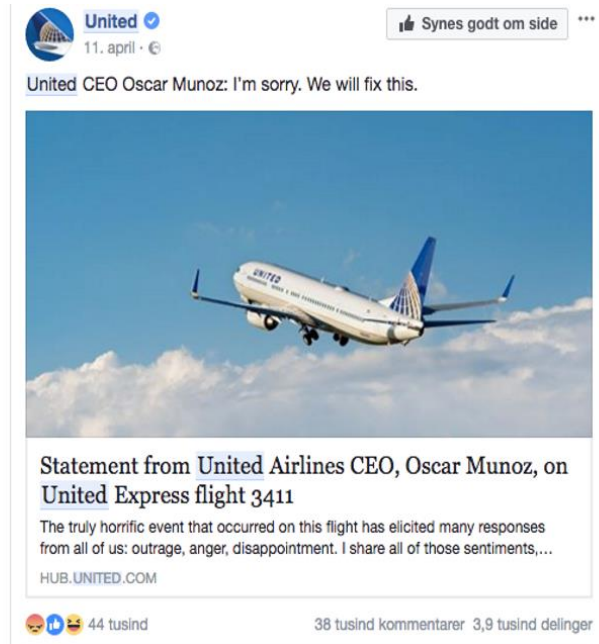 United
Synes godt om side
11. april ·
United CEO Oscar Munoz: I'm sorry. We will fix this.
UNITED
Statement from United Airlines CEO, Oscar Munoz, on
United Express flight 3411
The truly horrific event that occurred on this flight has elicited many responses
from all of us: outrage, anger, disappointment. I share all of those sentiments,...
HUB.UNITED.COM
44 tusind
38 tusind kommentarer 3,9 tusind delinger